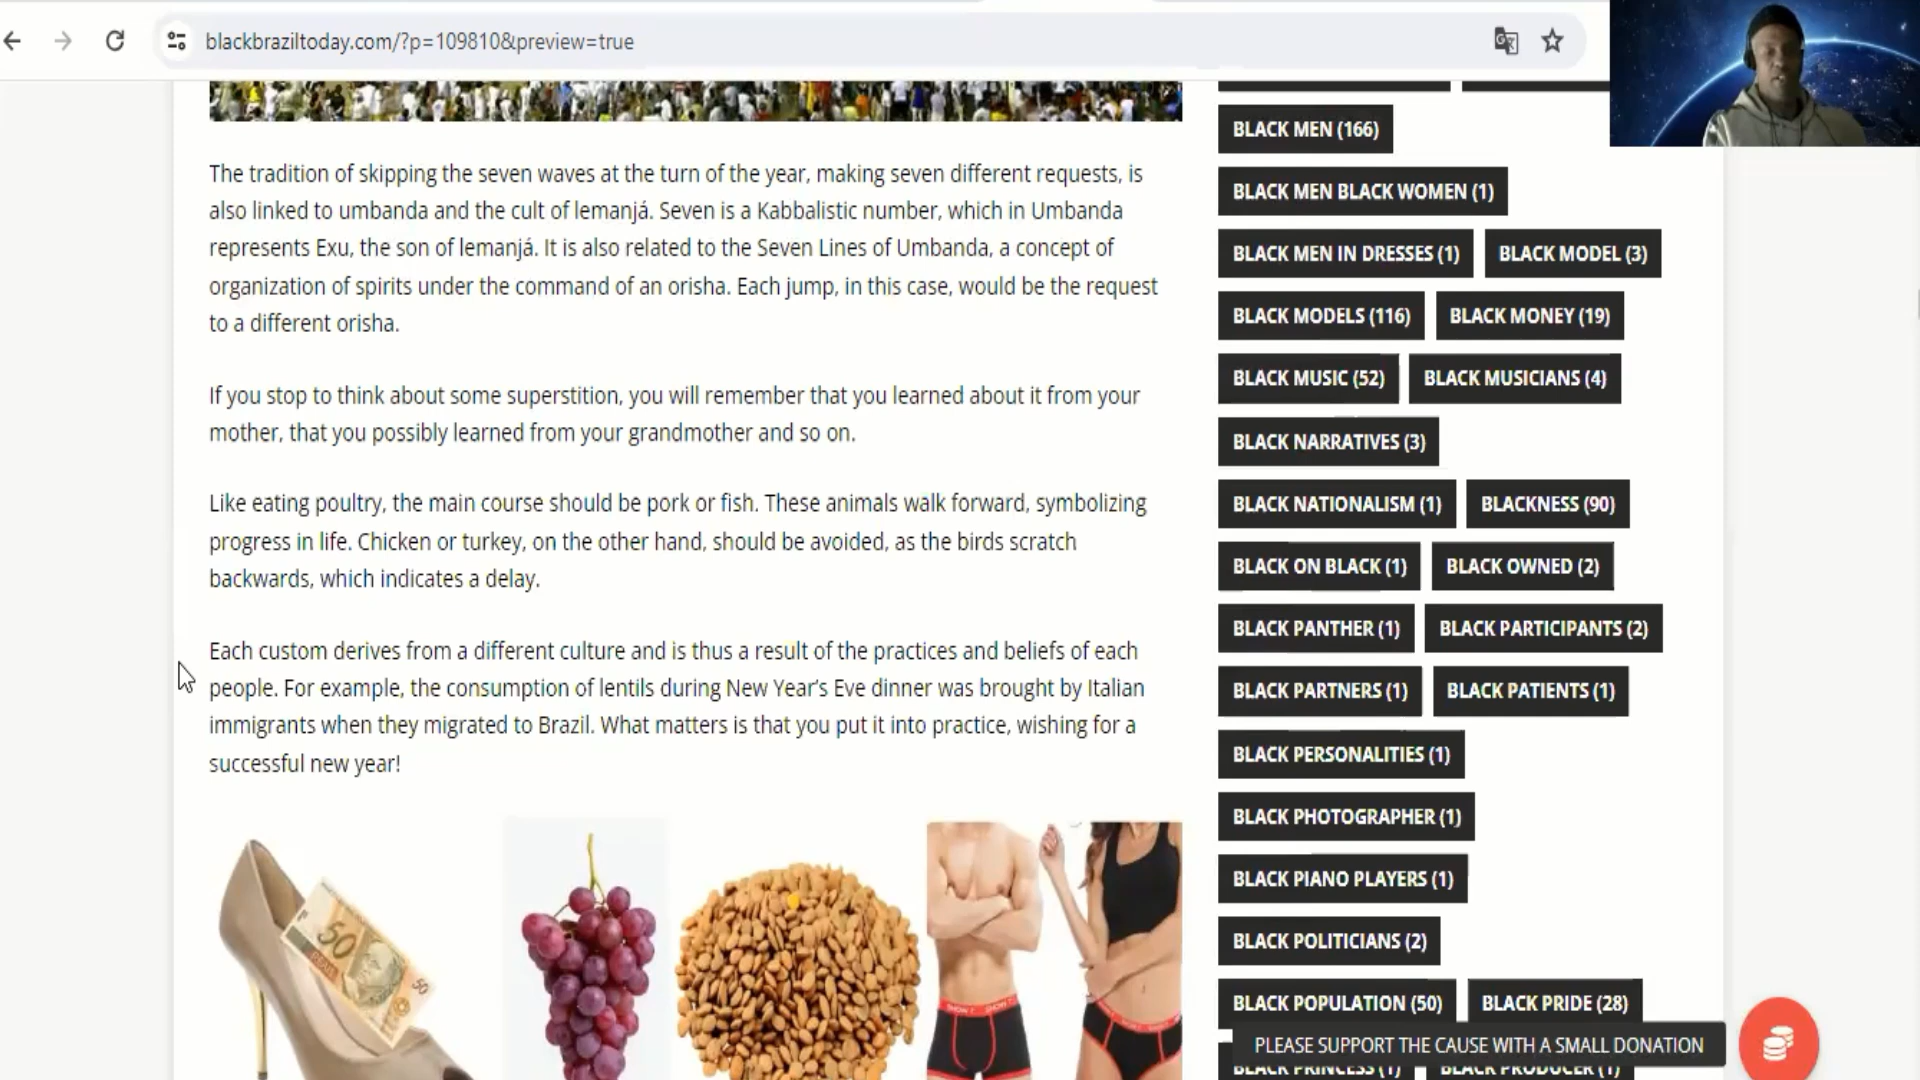 blackbraziltoday.com/?p=109810&preview=true
The tradition of skipping the seven waves at the turn of the year, making seven different requests, is
also linked to umbanda and the cult of Iemanjá. Seven is a Kabbalistic number, which in Umbanda
represents Exu, the son of Iemanjá. It is also related to the Seven Lines of Umbanda, a concept of
organization of spirits under the command of an orisha. Each jump, in this case, would be the request
to a different orisha.
If you stop to think about some superstition, you will remember that you learned about it from your
mother, that you possibly learned from your grandmother and so on.
Like eating poultry, the main course should be pork or fish. These animals walk forward, symbolizing
progress in life. Chicken or turkey, on the other hand, should be avoided, as the birds scratch
backwards, which indicates a delay.
Each custom derives from a different culture and is thus a result of the practices and beliefs of each
people. For example, the consumption of lentils during New Year’s Eve dinner was brought by Italian
immigrants when they migrated to Brazil. What matters is that you put it into practice, wishing for a
successful new year!
50
50
BLACK MEN (166)
BLACK MEN BLACK WOMEN (1)
BLACK MEN IN DRESSES (1) BLACK MODEL (3)
BLACK MODELS (116) BLACK MONEY (19)
BLACK MUSIC (52) BLACK MUSICIANS (4)
BLACK NARRATIVES (3)
BLACK NATIONALISM (1) BLACKNESS (90)
BLACK ON BLACK (1) BLACK OWNED (2)
BLACK PANTHER (1) BLACK PARTICIPANTS (2)
BLACK PARTNERS (1) BLACK PATIENTS (1)
BLACK PERSONALITIES (1)
BLACK PHOTOGRAPHER (1)
BLACK PIANO PLAYERS (1)
BLACK POLITICIANS (2)
BLACK POPULATION (50) BLACK PRIDE (28)
PLEASE SUPPORT THE CAUSE WITH A SMALL DONATION
BLACK PRINCESS (1) BLACK PRODUCER (1)